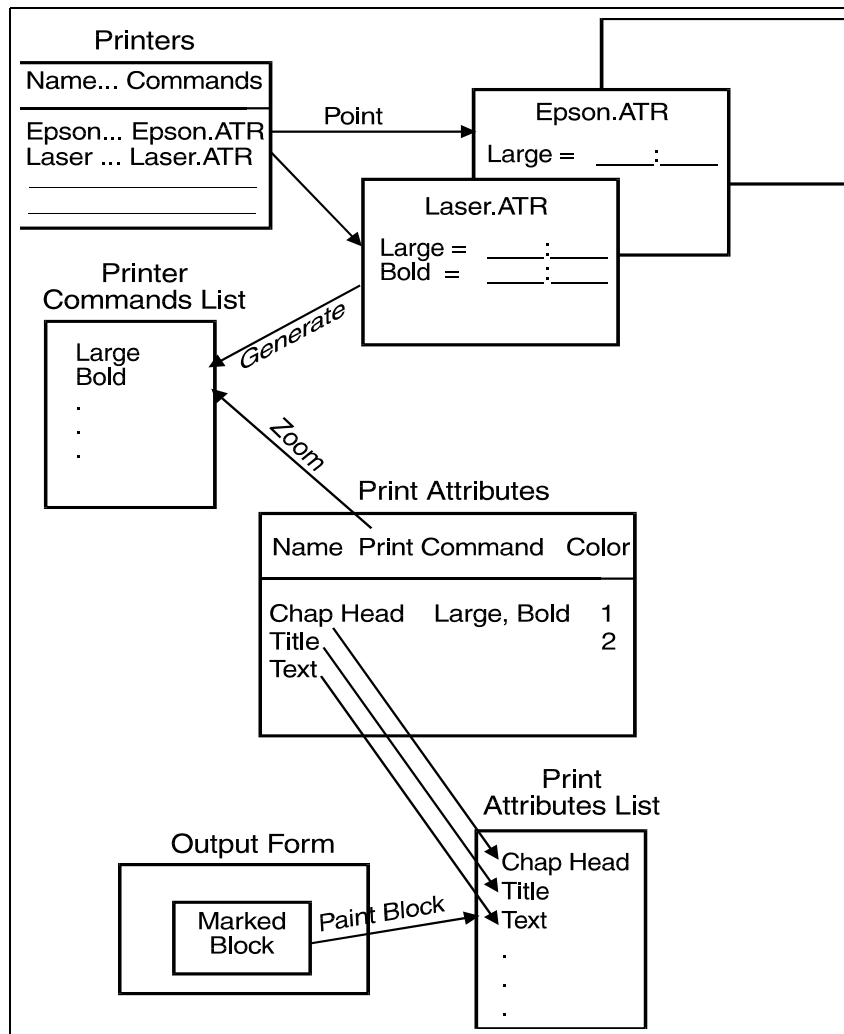 Printers
Name... Commands
Epson... Epson.ATR
Laser ... Laser.ATR
Point
Epson.ATR
Large = ____:____
Laser.ATR
Large = ____:____
Bold = ____:____
Printer
Commands List
Large
Bold
.
.
.
Generate
Zoom
Print Attributes
Name Print Command Color
Chap Head Large, Bold 1
Title 2
Text
Print
Attributes List
Chap Head
Title
Text
.
.
.
Output Form
Marked
Block
Paint Block